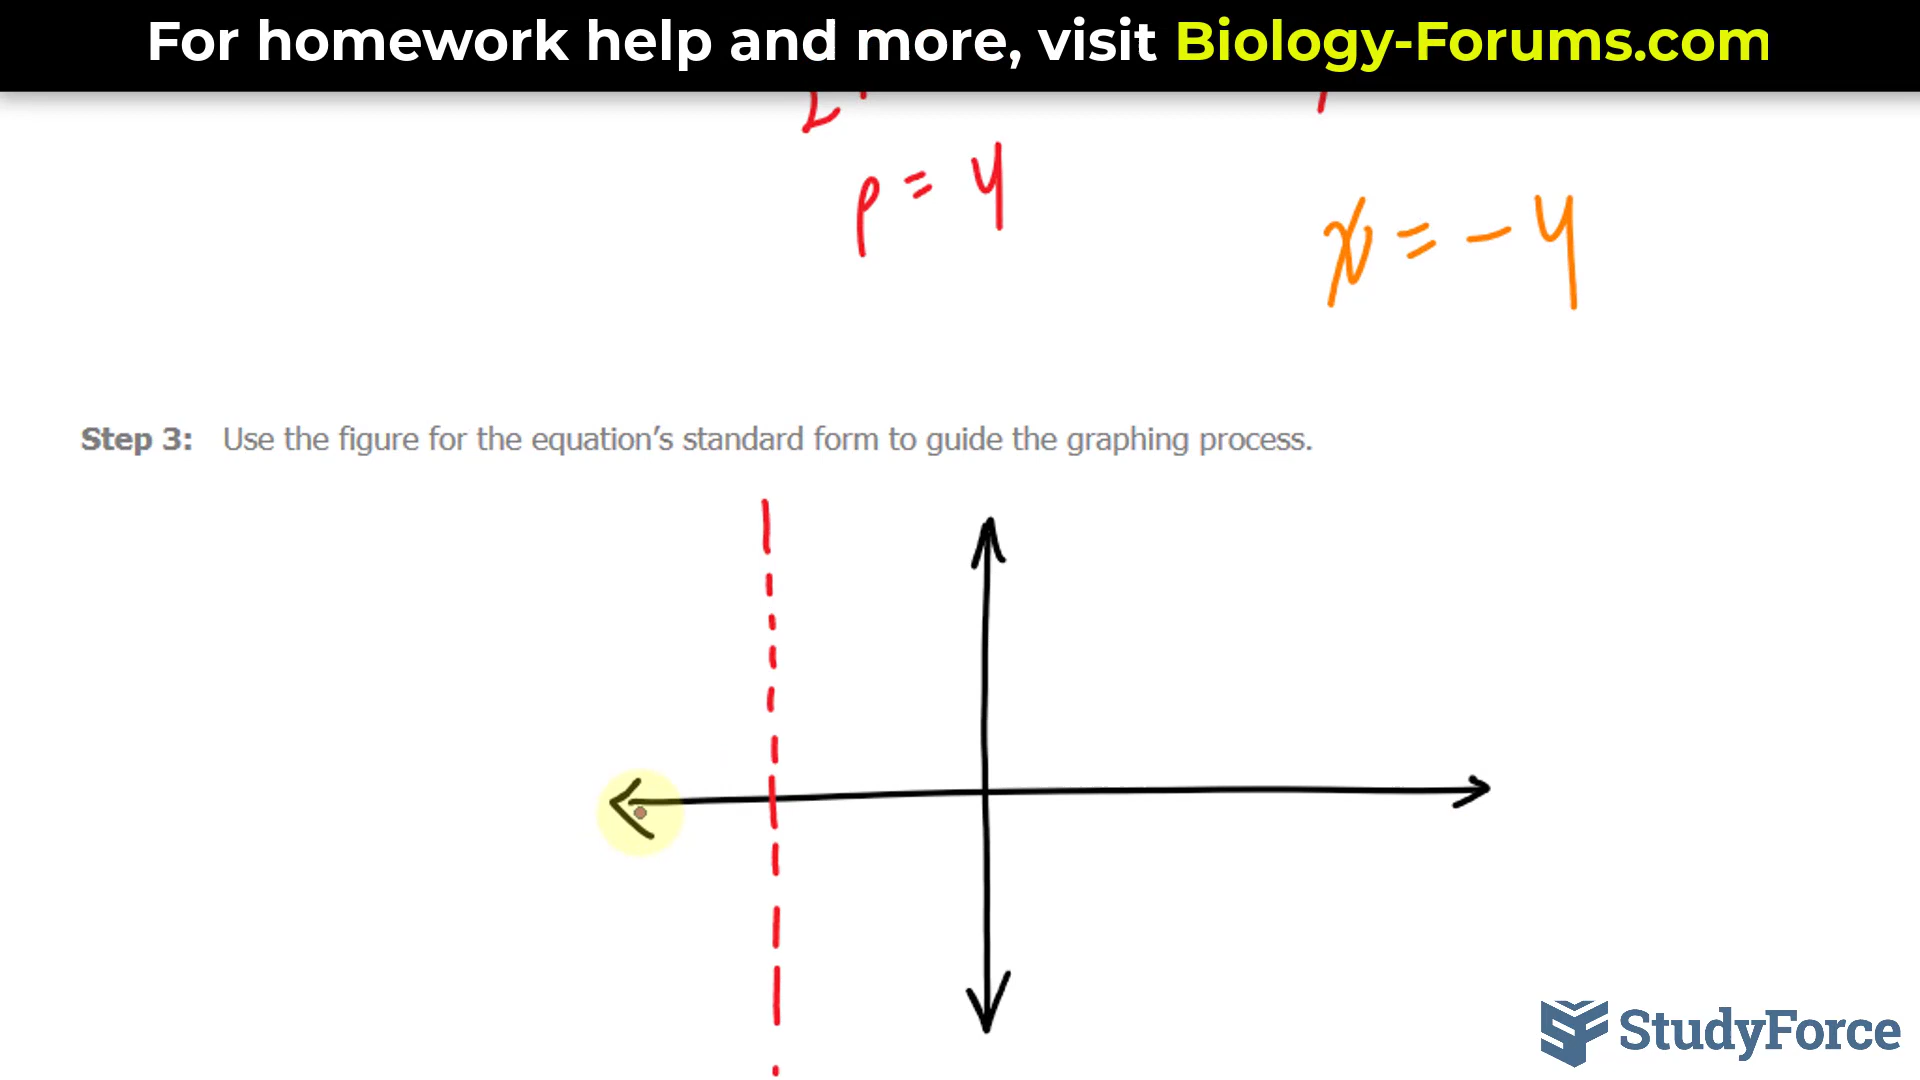 For homework help and more, visit Biology-Forums.com
p = 4
x = - 4
Step 3: Use the figure for the equation’s standard form to guide the graphing process.
StudyForce